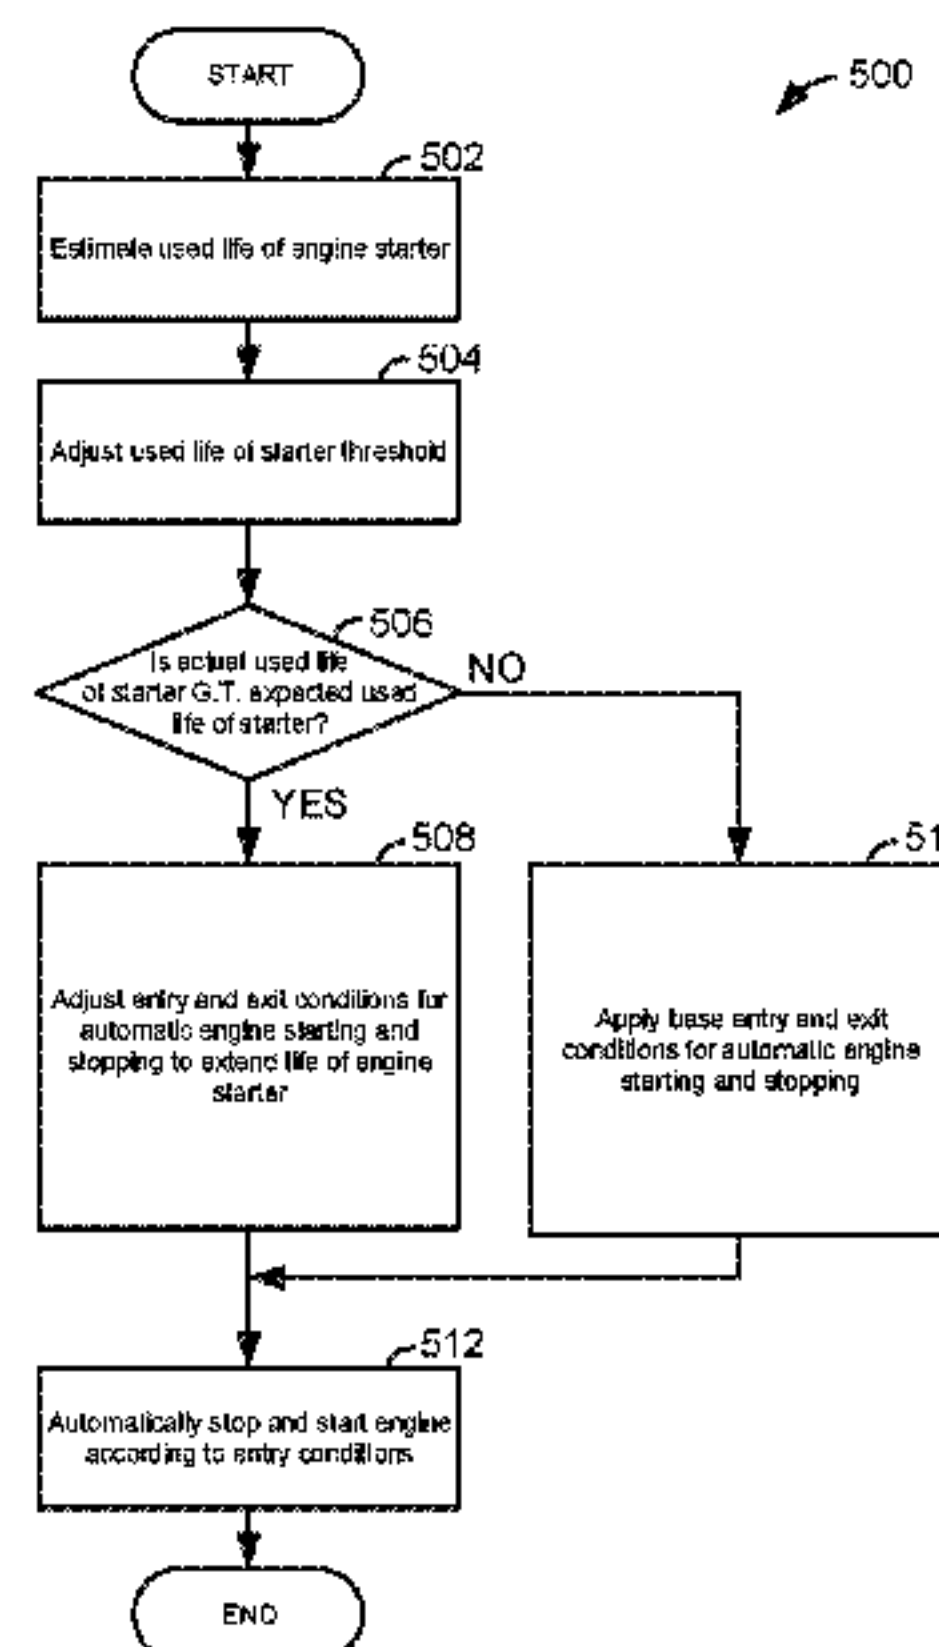 START
500
502
Estimate used life of engine starter
504
Adjust used life of starter threshold
506
Is actual used life
of starter G.T. expected used
life of starter?
NO
YES
508
Adjust entry and exit conditions for
automatic engine starting and
stopping to extend life of engine
starter
51
Apply base entry and exit
conditions for automatic engine
starting and stopping
512
Automatically stop and start engine
according to entry conditions
END